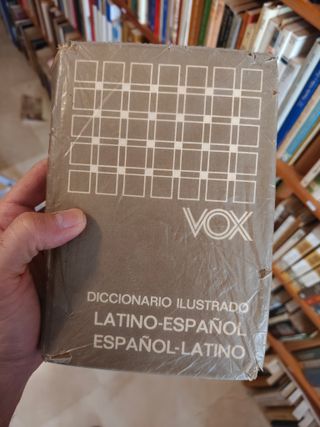 VOX
DICCIONARIO ILUSTRADO
LATINO-ESPAÑOL
ESPAÑOL-LATINO